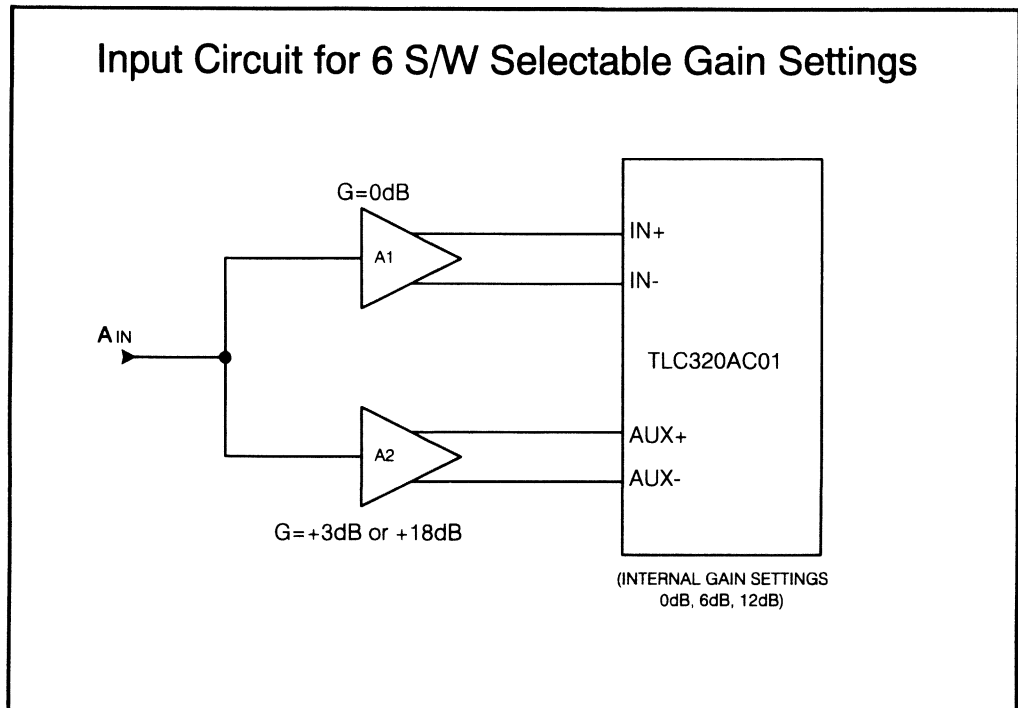 Input Circuit for 6 S/W Selectable Gain Settings
G=0dB
A1
IN+
IN-
A IN
TLC320AC01
A2
AUX+
AUX-
G=+3dB or +18dB
(INTERNAL GAIN SETTINGS
0dB, 6dB, 12dB)